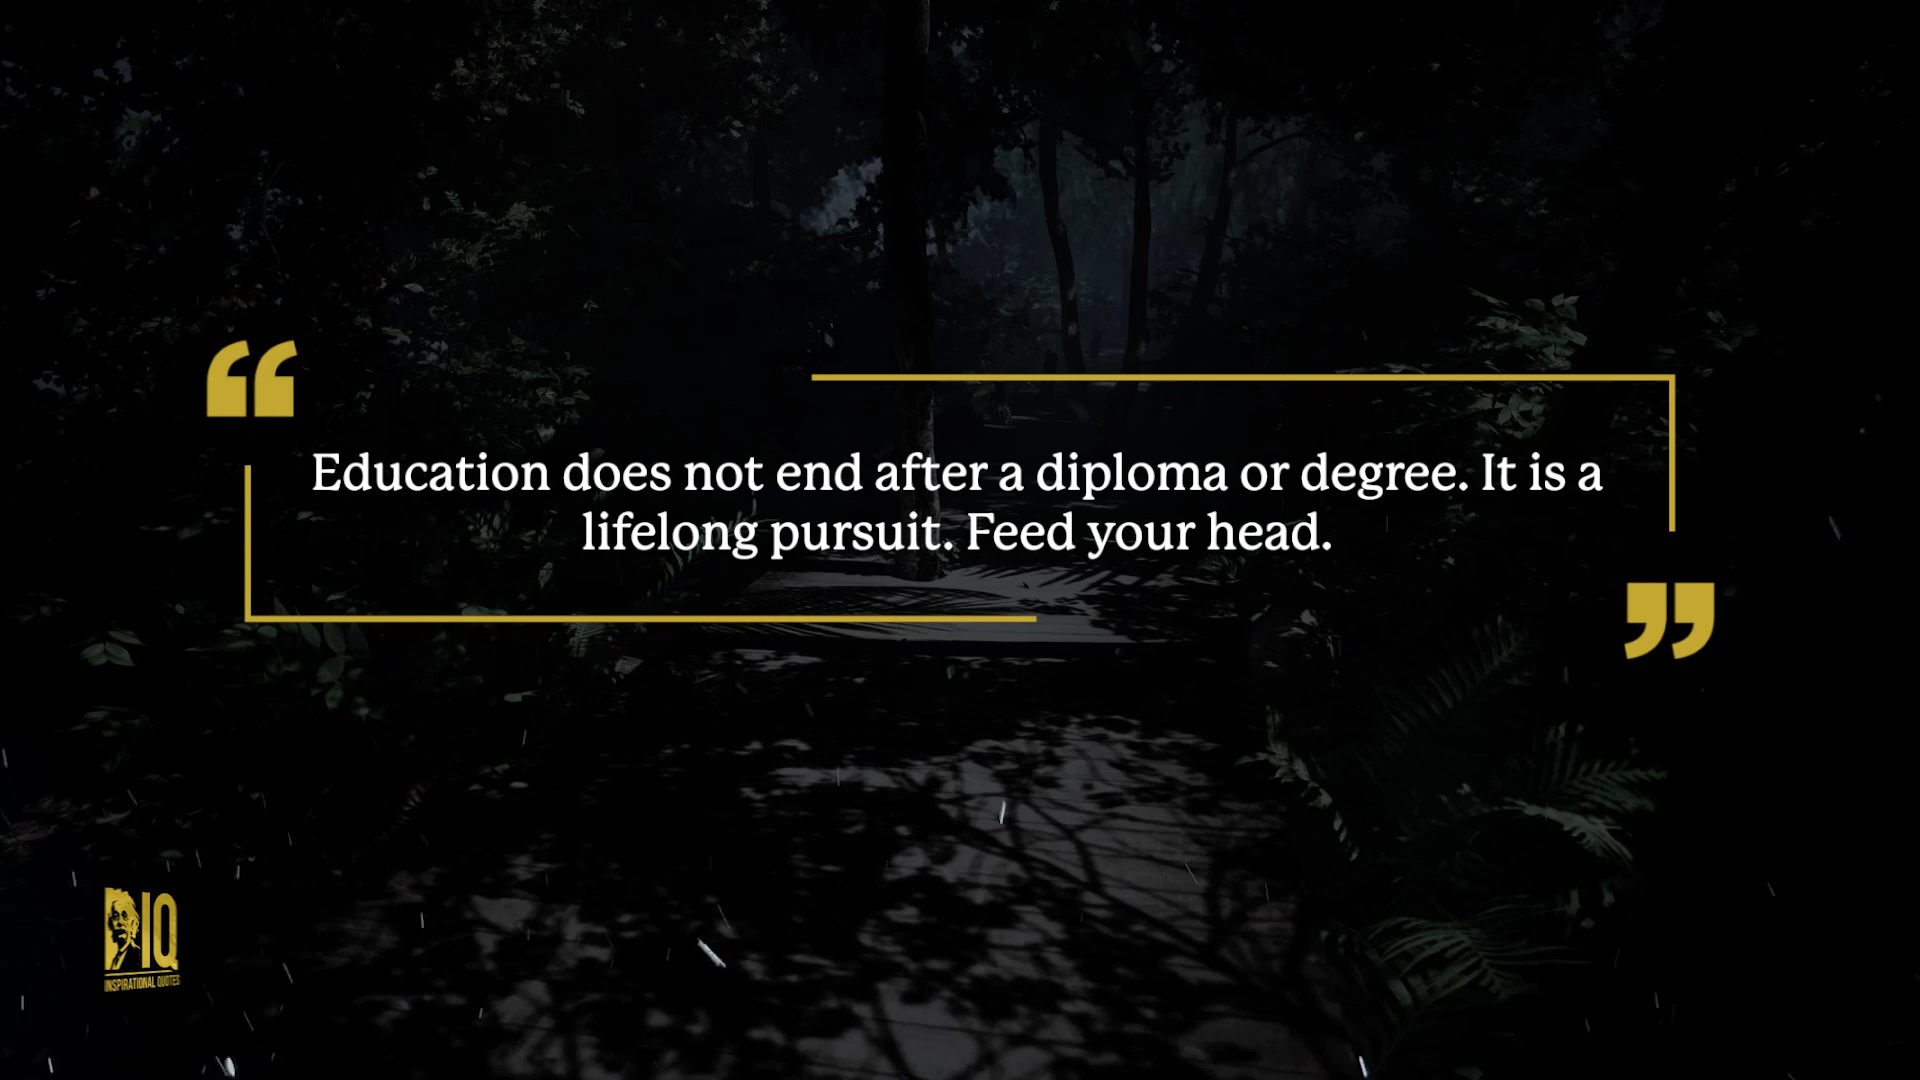 “
Education does not end after a diploma or degree. It is a
lifelong pursuit. Feed your head.
”
IQ
INSPIRATIONAL QUOTES